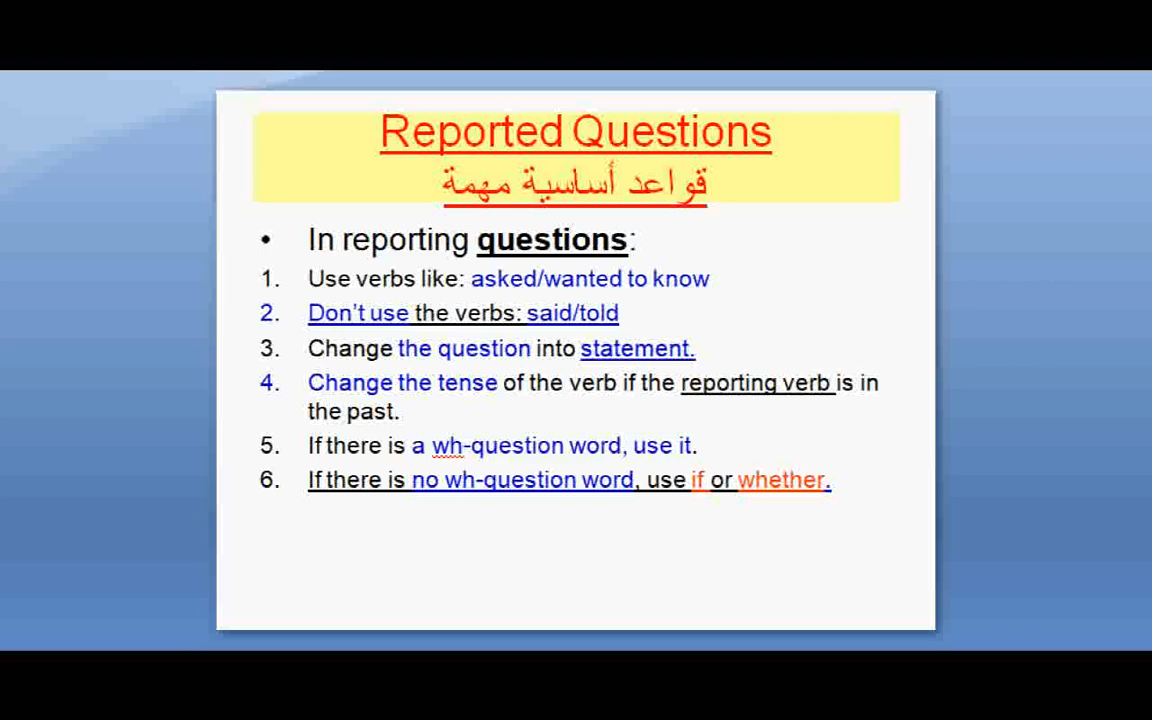 Reported Questions
قواعد أساسية مهمة
• In reporting questions:
1. Use verbs like: asked/wanted to know
2. Don't use the verbs: said/told
3. Change the question into statement.
4. Change the tense of the verb if the reporting verb is in
the past.
5. If there is a wh-question word, use it.
6. If there is no wh-question word, use if or whether.